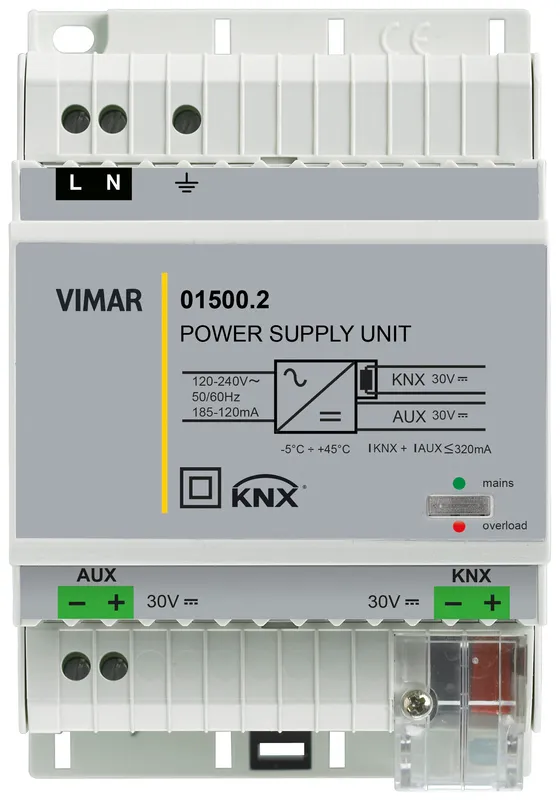 CE
L N
VIMAR
01500.2
POWER SUPPLY UNIT
120-240V~
50/60Hz
185-120mA
KNX 30V⎓
AUX 30V⎓
-5°C ÷ +45°C
IKNX + IAUX≤320mA
KNX®
mains
overload
AUX
KNX
− +
30V⎓
30V⎓
− +